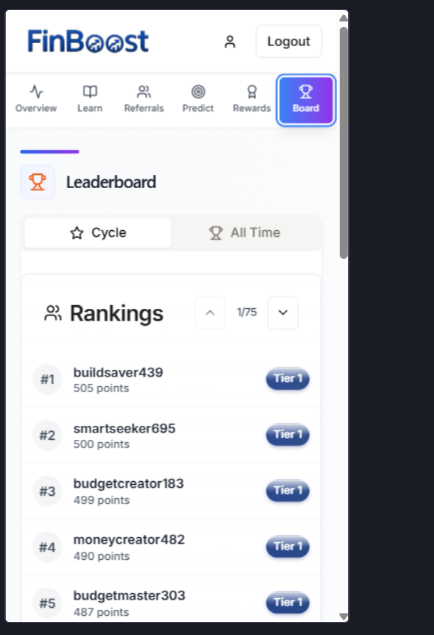 FinBoost
Logout
Overview Learn Referrals Predict Rewards Board
Leaderboard
Cycle All Time
Rankings 1/75
#1 buildsaver439 Tier 1
505 points
#2 smartseeker695 Tier 1
500 points
#3 budgetcreator183 Tier 1
499 points
#4 moneycreator482 Tier 1
490 points
#5 budgetmaster303 Tier 1
487 points